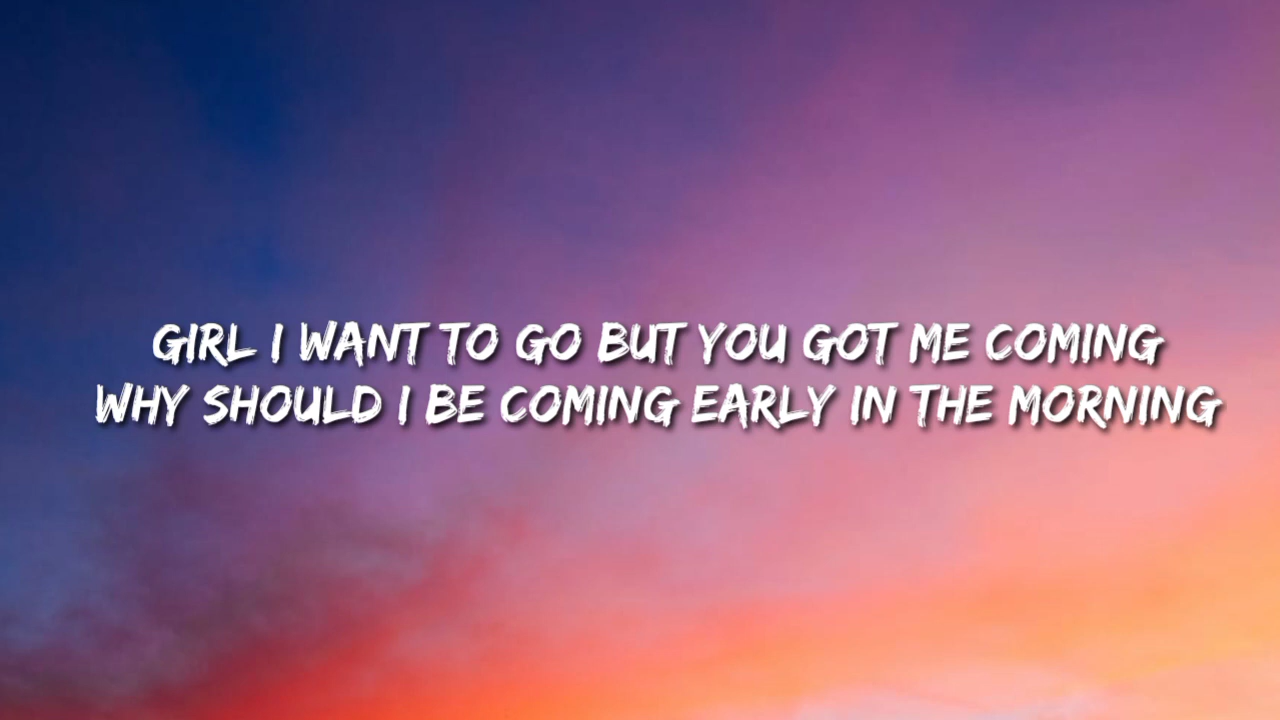 GIRL I WANT TO GO BUT YOU GOT ME COMING
WHY SHOULD I BE COMING EARLY IN THE MORNING